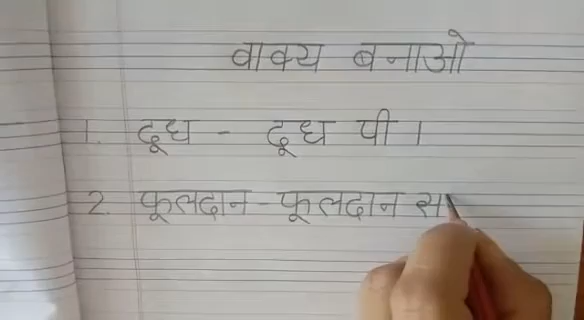 वाक्य बनाओ
1. दूध - दूध पी ।
2. फूलदान - फूलदान स